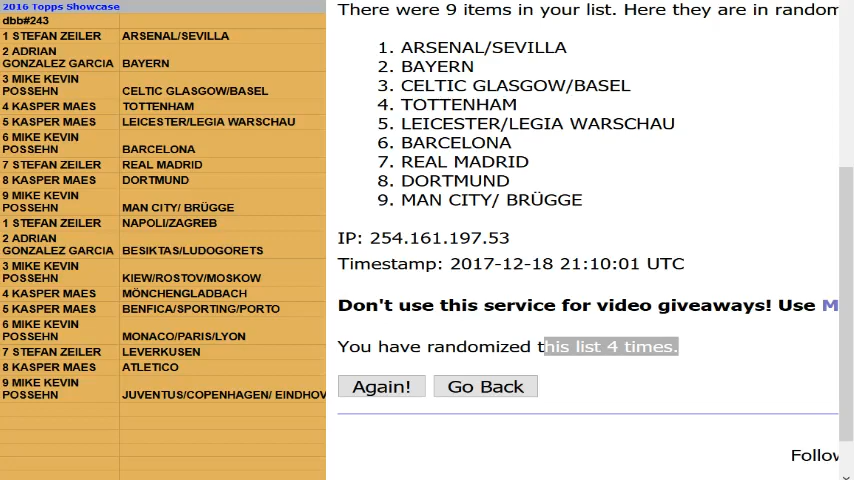 2016 Topps Showcase
dbb#243
1 STEFAN ZEILER ARSENAL/SEVILLA
2 ADRIAN
GONZALEZ GARCIA BAYERN
3 MIKE KEVIN
POSSEHN CELTIC GLASGOW/BASEL
4 KASPER MAES TOTTENHAM
5 KASPER MAES LEICESTER/LEGIA WARSCHAU
6 MIKE KEVIN
POSSEHN BARCELONA
7 STEFAN ZEILER REAL MADRID
8 KASPER MAES DORTMUND
9 MIKE KEVIN
POSSEHN MAN CITY/ BRÜGGE
1 STEFAN ZEILER NAPOLI/ZAGREB
2 ADRIAN
GONZALEZ GARCIA BESIKTAS/LUDOGORETS
3 MIKE KEVIN
POSSEHN KIEW/ROSTOV/MOSKOW
4 KASPER MAES MÖNCHENGLADBACH
5 KASPER MAES BENFICA/SPORTING/PORTO
6 MIKE KEVIN
POSSEHN MONACO/PARIS/LYON
7 STEFAN ZEILER LEVERKUSEN
8 KASPER MAES ATLETICO
9 MIKE KEVIN
POSSEHN JUVENTUS/COPENHAGEN/ EINDHOV
There were 9 items in your list. Here they are in random
1. ARSENAL/SEVILLA
2. BAYERN
3. CELTIC GLASGOW/BASEL
4. TOTTENHAM
5. LEICESTER/LEGIA WARSCHAU
6. BARCELONA
7. REAL MADRID
8. DORTMUND
9. MAN CITY/ BRÜGGE
IP: 254.161.197.53
Timestamp: 2017-12-18 21:10:01 UTC
Don't use this service for video giveaways! Use M
You have randomized this list 4 times.
Again! Go Back
Follow